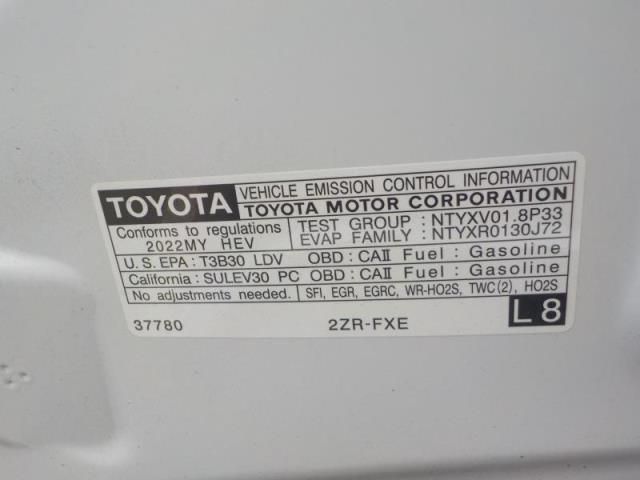 TOYOTA VEHICLE EMISSION CONTROL INFORMATION
TOYOTA MOTOR CORPORATION
Conforms to regulations
2022MY HEV
TEST GROUP : NTYXV01.8P33
EVAP FAMILY : NTYXR0130J72
U.S. EPA : T3B30 LDV OBD : CAII Fuel : Gasoline
California : SULEV30 PC OBD : CAII Fuel : Gasoline
No adjustments needed. SFI, EGR, EGRC, WR-HO2S, TWC(2), HO2S
37780 2ZR-FXE L 8